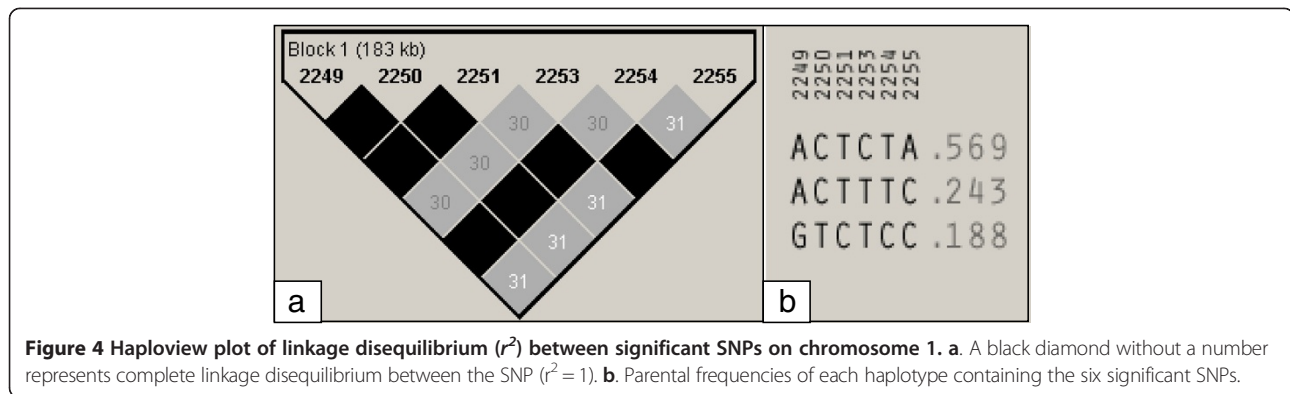 Block 1 (183 kb)
2249 2250 2251 2253 2254 2255
30 30 31
30
30 31
31
31
a
2249
2250
2251
2253
2254
2255
ACTCTA .569
ACTTTC .243
GTCTCC .188
b
Figure 4 Haploview plot of linkage disequilibrium (r²) between significant SNPs on chromosome 1. a. A black diamond without a number
represents complete linkage disequilibrium between the SNP (r² = 1). b. Parental frequencies of each haplotype containing the six significant SNPs.